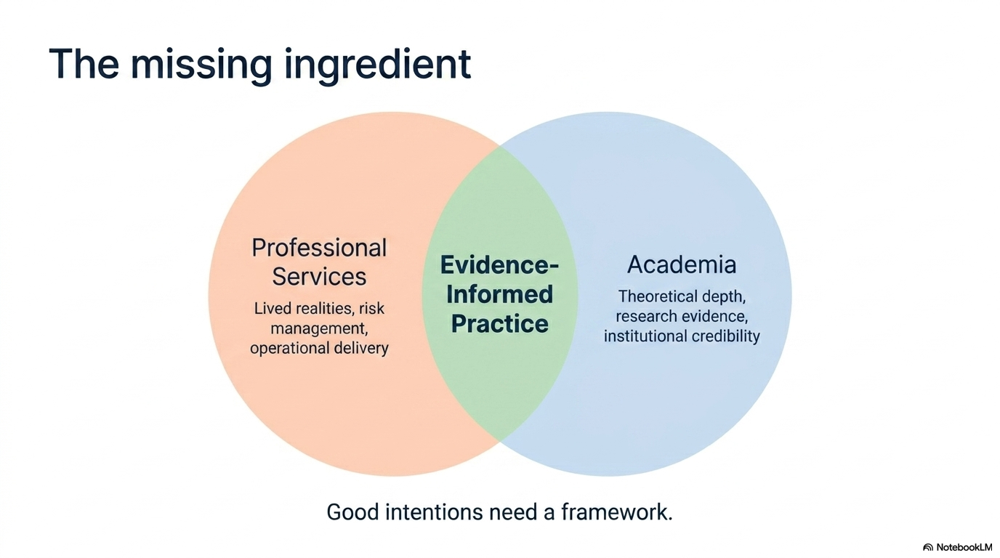 The missing ingredient
Professional
Services
Lived realities, risk
management,
operational delivery
Evidence-
Informed
Practice
Academia
Theoretical depth,
research evidence,
institutional credibility
Good intentions need a framework.
NotebookLM